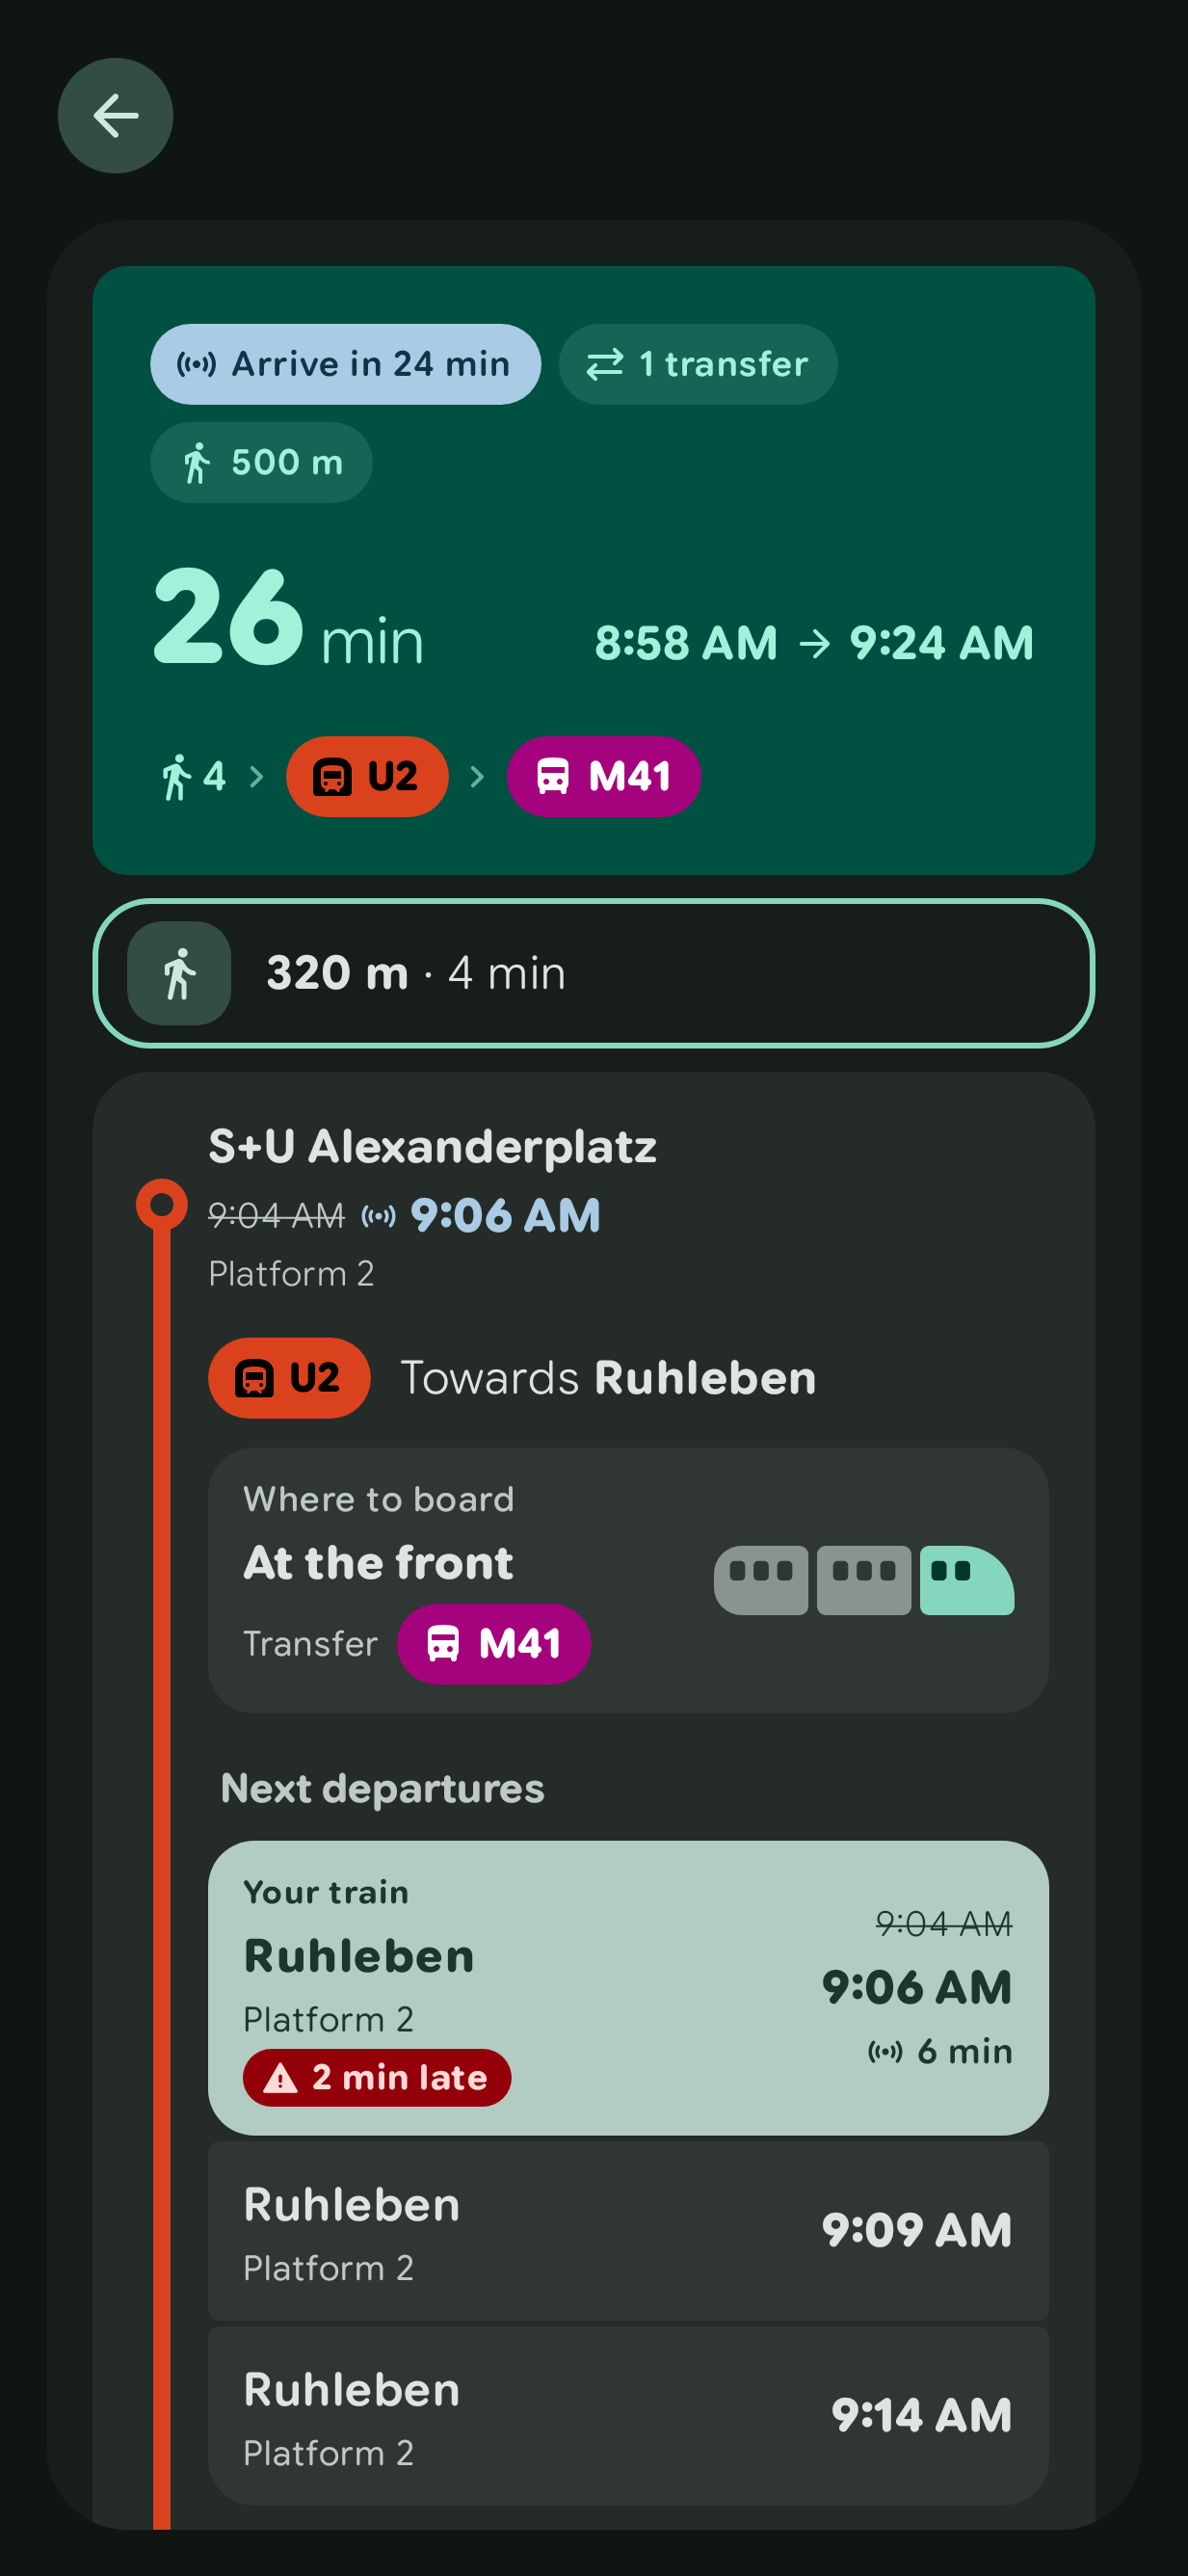 Arrive in 24 min
1 transfer
500 m
26 min
8:58 AM → 9:24 AM
4 › U2 › M41
320 m · 4 min
S+U Alexanderplatz
9:04 AM 9:06 AM
Platform 2
U2 Towards Ruhleben
Where to board
At the front
Transfer M41
Next departures
Your train
Ruhleben
Platform 2
2 min late
9:04 AM
9:06 AM
6 min
Ruhleben
Platform 2
9:09 AM
Ruhleben
Platform 2
9:14 AM